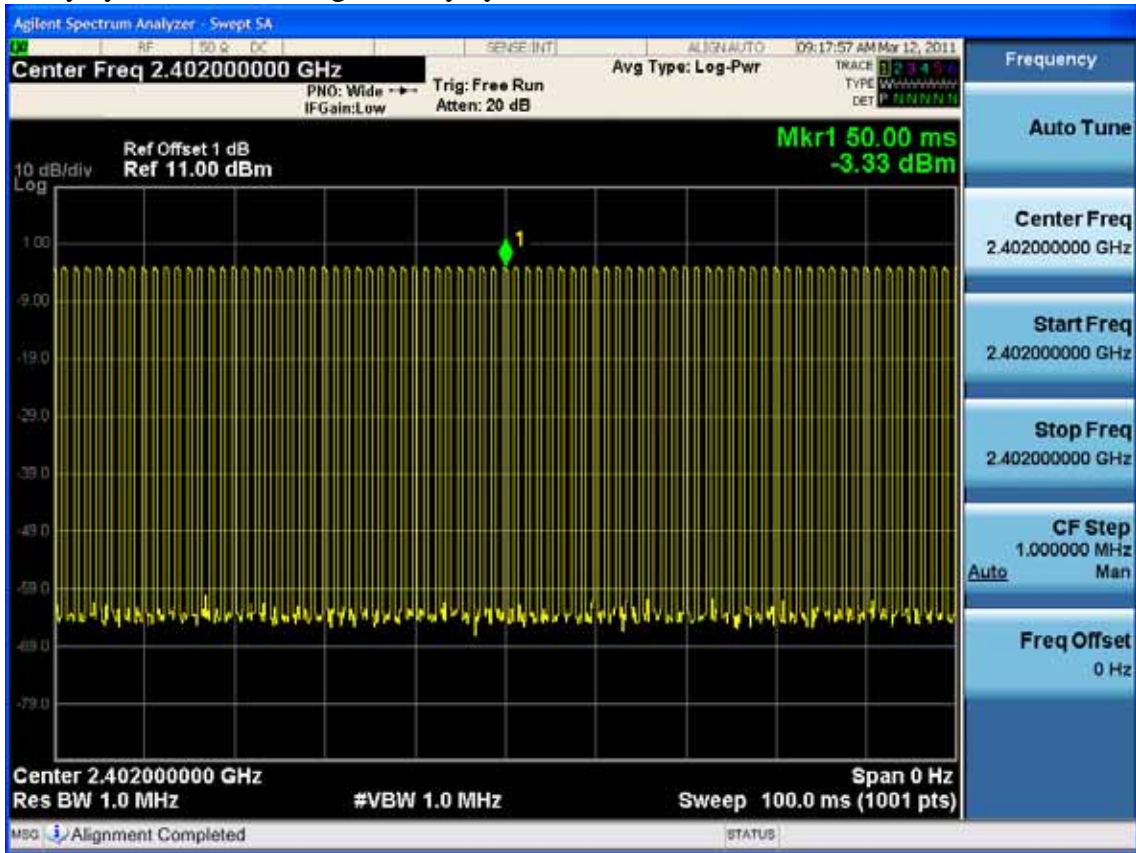 Agilent Spectrum Analyzer - Swept SA
RF 50 Ω DC SENSE:INT ALIGNAUTO 09:17:57 AM Mar 12, 2011
Center Freq 2.402000000 GHz
PNO: Wide
IFGain:Low
Trig: Free Run
Atten: 20 dB
Avg Type: Log-Pwr
TRACE 1 2 3 4 5 6
TYPE
DET P N N N N N
Mkr1 50.00 ms
-3.33 dBm
Ref Offset 1 dB
10 dB/div Ref 11.00 dBm
Log
1
1.00
-9.00
-19.0
-29.0
-39.0
-49.0
-59.0
-69.0
-79.0
Center 2.402000000 GHz Span 0 Hz
Res BW 1.0 MHz #VBW 1.0 MHz Sweep 100.0 ms (1001 pts)
MSG Alignment Completed STATUS
Frequency
Auto Tune
Center Freq
2.402000000 GHz
Start Freq
2.402000000 GHz
Stop Freq
2.402000000 GHz
CF Step
1.000000 MHz
Auto Man
Freq Offset
0 Hz